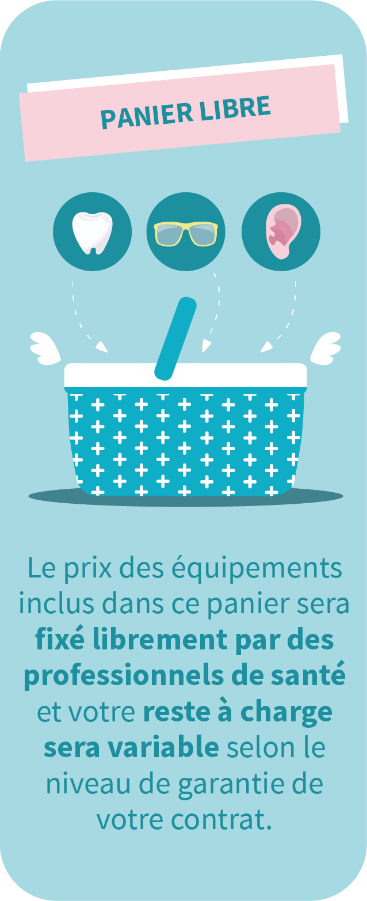 PANIER LIBRE
Le prix des équipements
inclus dans ce panier sera
fixé librement par des
professionnels de santé
et votre reste à charge
sera variable selon le
niveau de garantie de
votre contrat.